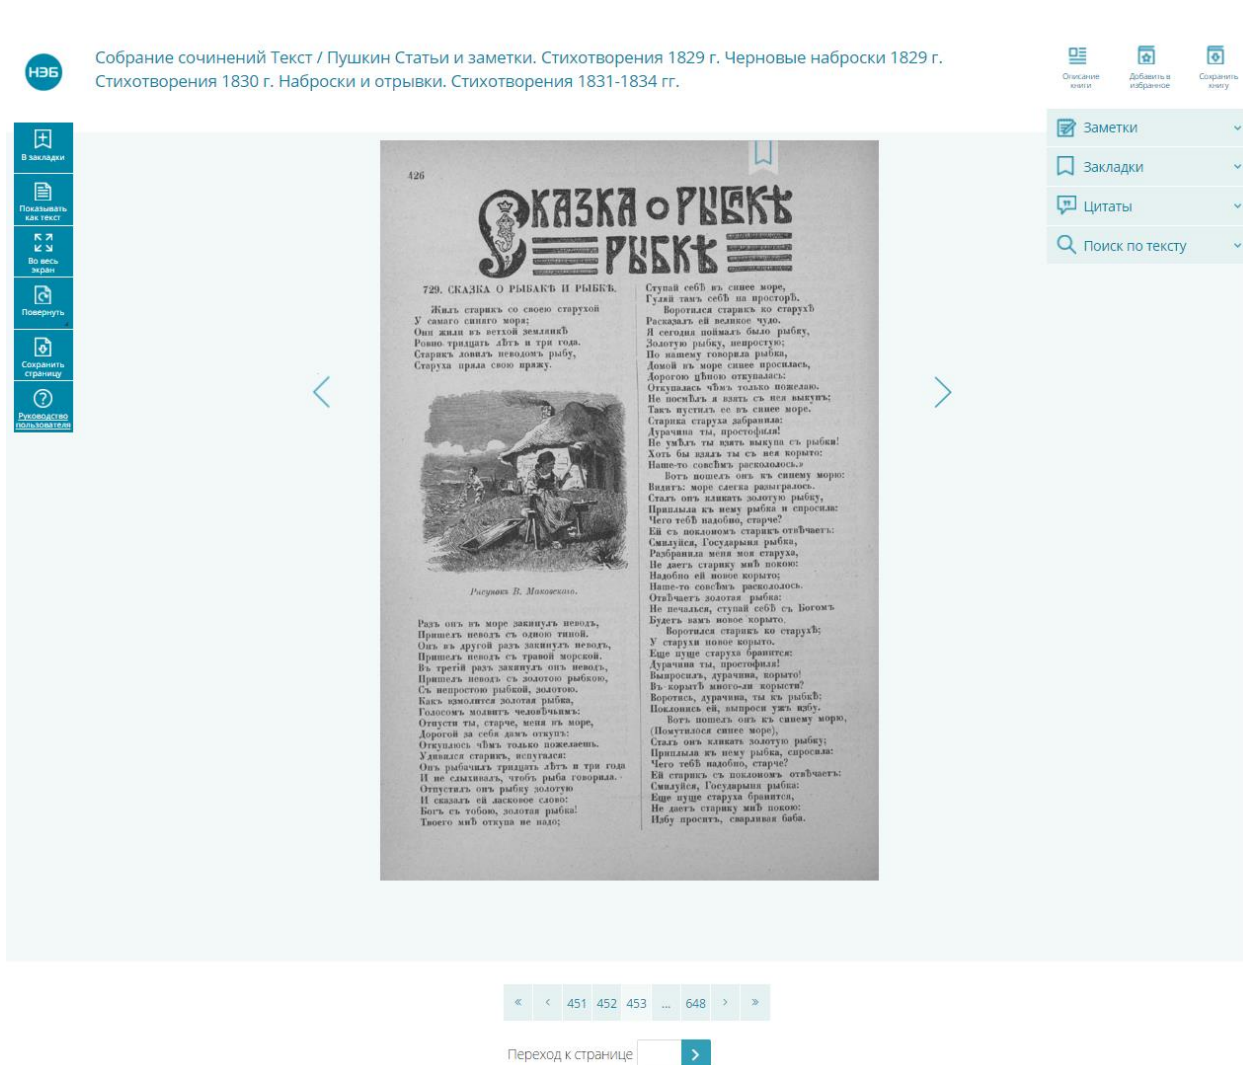 нэб
Собрание сочинений Текст / Пушкин Статьи и заметки. Стихотворения 1829 г. Черновые наброски 1829 г.
Стихотворения 1830 г. Наброски и отрывки. Стихотворения 1831-1834 гг.
Описание
книги
Добавить в
избранное
Сохранить
книгу
В закладки
Показывать
как текст
Во весь
экран
Повернуть
Сохранить
страницу
Руководство
пользователя
Заметки
Закладки
Цитаты
Поиск по тексту
426
Сказка о рыбакѣ
рыбкѣ
729. СКАЗКА О РЫБАКѢ И РЫБКѢ.
Жилъ старикъ со своею старухой
У самаго синяго моря;
Они жили въ ветхой землянкѣ
Ровно тридцать лѣтъ и три года.
Старикъ ловилъ неводомъ рыбу,
Старуха пряла свою пряжу.
Рисунокъ В. Маковскаго.
Разъ онъ въ море закинулъ неводъ,
Пришелъ неводъ съ одною тиной.
Онъ въ другой разъ закинулъ неводъ,
Пришелъ неводъ съ травой морской.
Въ третій разъ закинулъ онъ неводъ,
Пришелъ неводъ съ золотою рыбкою,
Съ непростою рыбкой, золотою.
Какъ взмолится золотая рыбка,
Голосомъ молвитъ человѣчьимъ:
Отпусти ты, старче, меня въ море,
Дорогой за себя дамъ откупъ:
Откуплюсь чѣмъ только пожелаешь.
Удивился старикъ, испугался:
Онъ рыбачилъ тридцать лѣтъ и три года
И не слыхивалъ, чтобъ рыба говорила.
Отпустилъ онъ рыбку золотую
И сказалъ ей ласковое слово:
Богъ съ тобою, золотая рыбка!
Твоего мнѣ откупа не надо;
Ступай себѣ въ синее море,
Гуляй тамъ себѣ на просторѣ.
Воротился старикъ ко старухѣ
Разсказалъ ей великое чудо.
Я сегодня поймалъ было рыбку,
Золотую рыбку, непростую;
По нашему говорила рыбка,
Домой въ море синее просилась,
Дорогою цѣною откупалась:
Откупалась чѣмъ только пожелаю.
Не посмѣлъ я взять съ нея выкупъ;
Такъ пустилъ ее въ синее море.
Старика старуха забранила:
Дурачина ты, простофиля!
Не умѣлъ ты взять выкупа съ рыбки!
Хоть бы взялъ ты съ нея корыто:
Наше-то совсѣмъ раскололось.»
Вотъ пошелъ онъ къ синему морю:
Видитъ: море слегка разыгралось.
Сталъ онъ кликать золотую рыбку,
Приплыла къ нему рыбка и спросила:
Чего тебѣ надобно, старче?
Ей съ поклономъ старикъ отвѣчаетъ:
Смилуйся, Государыня рыбка,
Разбранила меня моя старуха,
Не даетъ старику мнѣ покою:
Надобно ей новое корыто;
Наше-то совсѣмъ раскололось.
Отвѣчаетъ золотая рыбка:
Не печалься, ступай себѣ съ Богомъ
Будетъ вамъ новое корыто.
Воротился старикъ ко старухѣ;
У старухи новое корыто.
Еще пуще старуха бранится:
Дурачина ты, простофиля!
Выпросилъ, дурачина, корыто!
Въ корытѣ много-ли корысти?
Воротись, дурачина, ты къ рыбкѣ;
Поклонись ей, выпроси ужъ избу.
Вотъ пошелъ онъ къ синему морю,
(Помутилося синее море),
Сталъ онъ кликать золотую рыбку;
Приплыла къ нему рыбка, спросила:
Чего тебѣ надобно, старче?
Ей старикъ съ поклономъ отвѣчаетъ:
Смилуйся, Государыня рыбка:
Еще пуще старуха бранится,
Не даетъ старику мнѣ покою:
Избу проситъ, сварливая баба.
« ‹ 451 452 453 ... 648 › »
Переход к странице